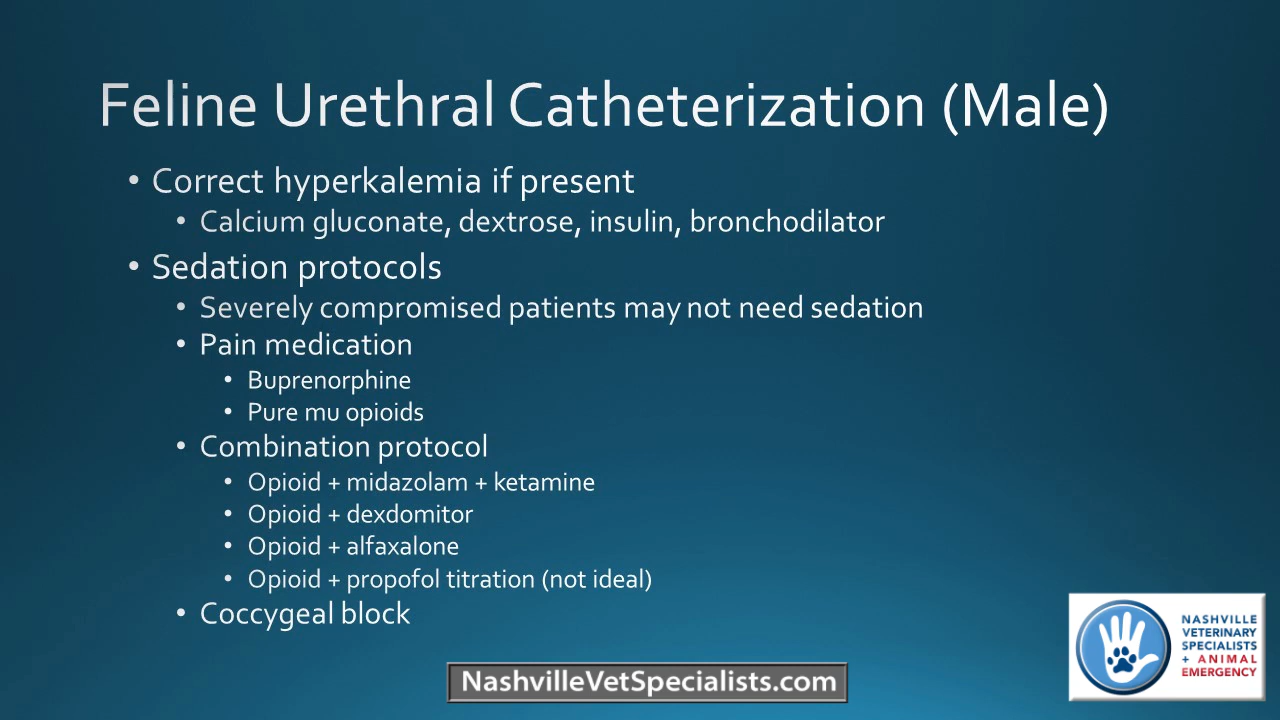 Feline Urethral Catheterization (Male)
• Correct hyperkalemia if present
• Calcium gluconate, dextrose, insulin, bronchodilator
• Sedation protocols
• Severely compromised patients may not need sedation
• Pain medication
• Buprenorphine
• Pure mu opioids
• Combination protocol
• Opioid + midazolam + ketamine
• Opioid + dexdomitor
• Opioid + alfaxalone
• Opioid + propofol titration (not ideal)
• Coccygeal block
NASHVILLE
VETERINARY
SPECIALISTS
+ ANIMAL
EMERGENCY
NashvilleVetSpecialists.com